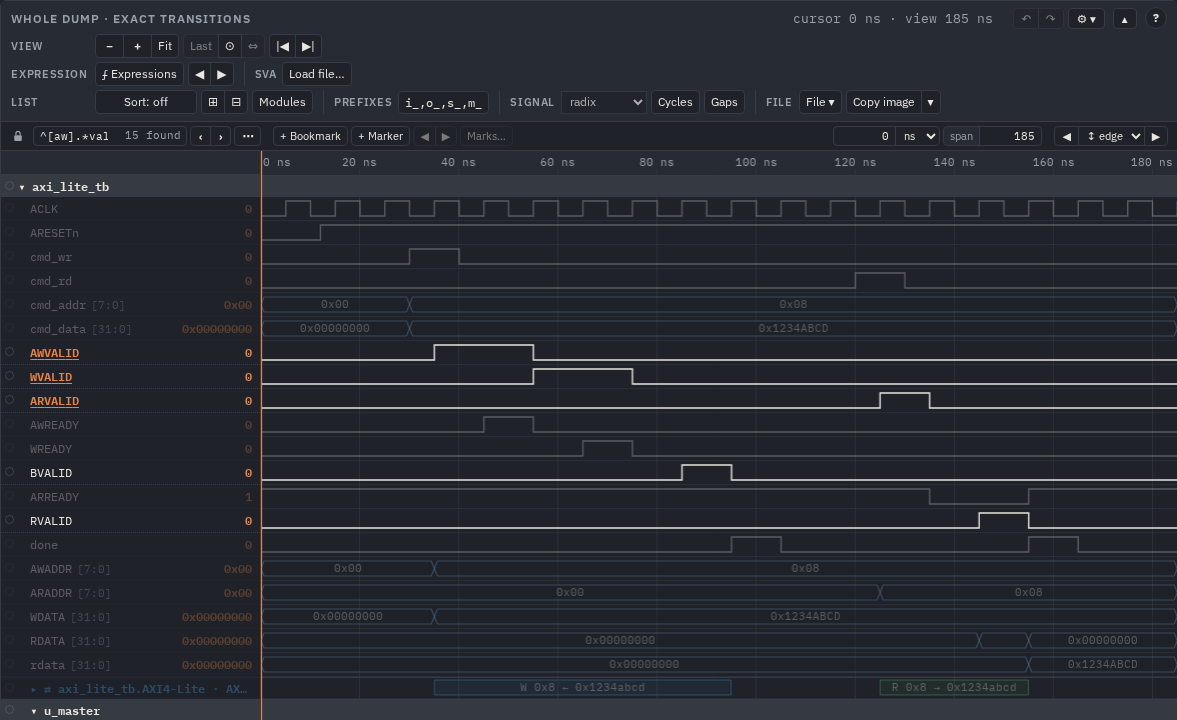 WHOLE DUMP · EXACT TRANSITIONS cursor 0 ns · view 185 ns ↶ ↷ ⚙ ▾ ▴ ?
VIEW − + Fit Last ⊙ ⇔ |◀ ▶|
EXPRESSION ⨍ Expressions ◀ ▶ SVA Load file...
LIST Sort: off ⊞ ⊟ Modules PREFIXES i_,o_,s_,m_ SIGNAL radix Cycles Gaps FILE File ▾ Copy image ▾
^[aw].*val 15 found ‹ › ⋯ + Bookmark + Marker ◀ ▶ Marks... 0 ns span 185 ◀ ↕ edge ▶
0 ns 20 ns 40 ns 60 ns 80 ns 100 ns 120 ns 140 ns 160 ns 180 ns
▾ axi_lite_tb
ACLK 0
ARESETn 0
cmd_wr 0
cmd_rd 0
cmd_addr [7:0] 0x00 0x00 0x08
cmd_data [31:0] 0x00000000 0x00000000 0x1234ABCD
AWVALID 0
WVALID 0
ARVALID 0
AWREADY 0
WREADY 0
BVALID 0
ARREADY 1
RVALID 0
done 0
AWADDR [7:0] 0x00 0x00 0x08
ARADDR [7:0] 0x00 0x00 0x08
WDATA [31:0] 0x00000000 0x00000000 0x1234ABCD
RDATA [31:0] 0x00000000 0x00000000 0x00000000
rdata [31:0] 0x00000000 0x00000000 0x1234ABCD
▸ ⇄ axi_lite_tb.AXI4-Lite · AX… W 0x8 ← 0x1234abcd R 0x8 → 0x1234abcd
▾ u_master